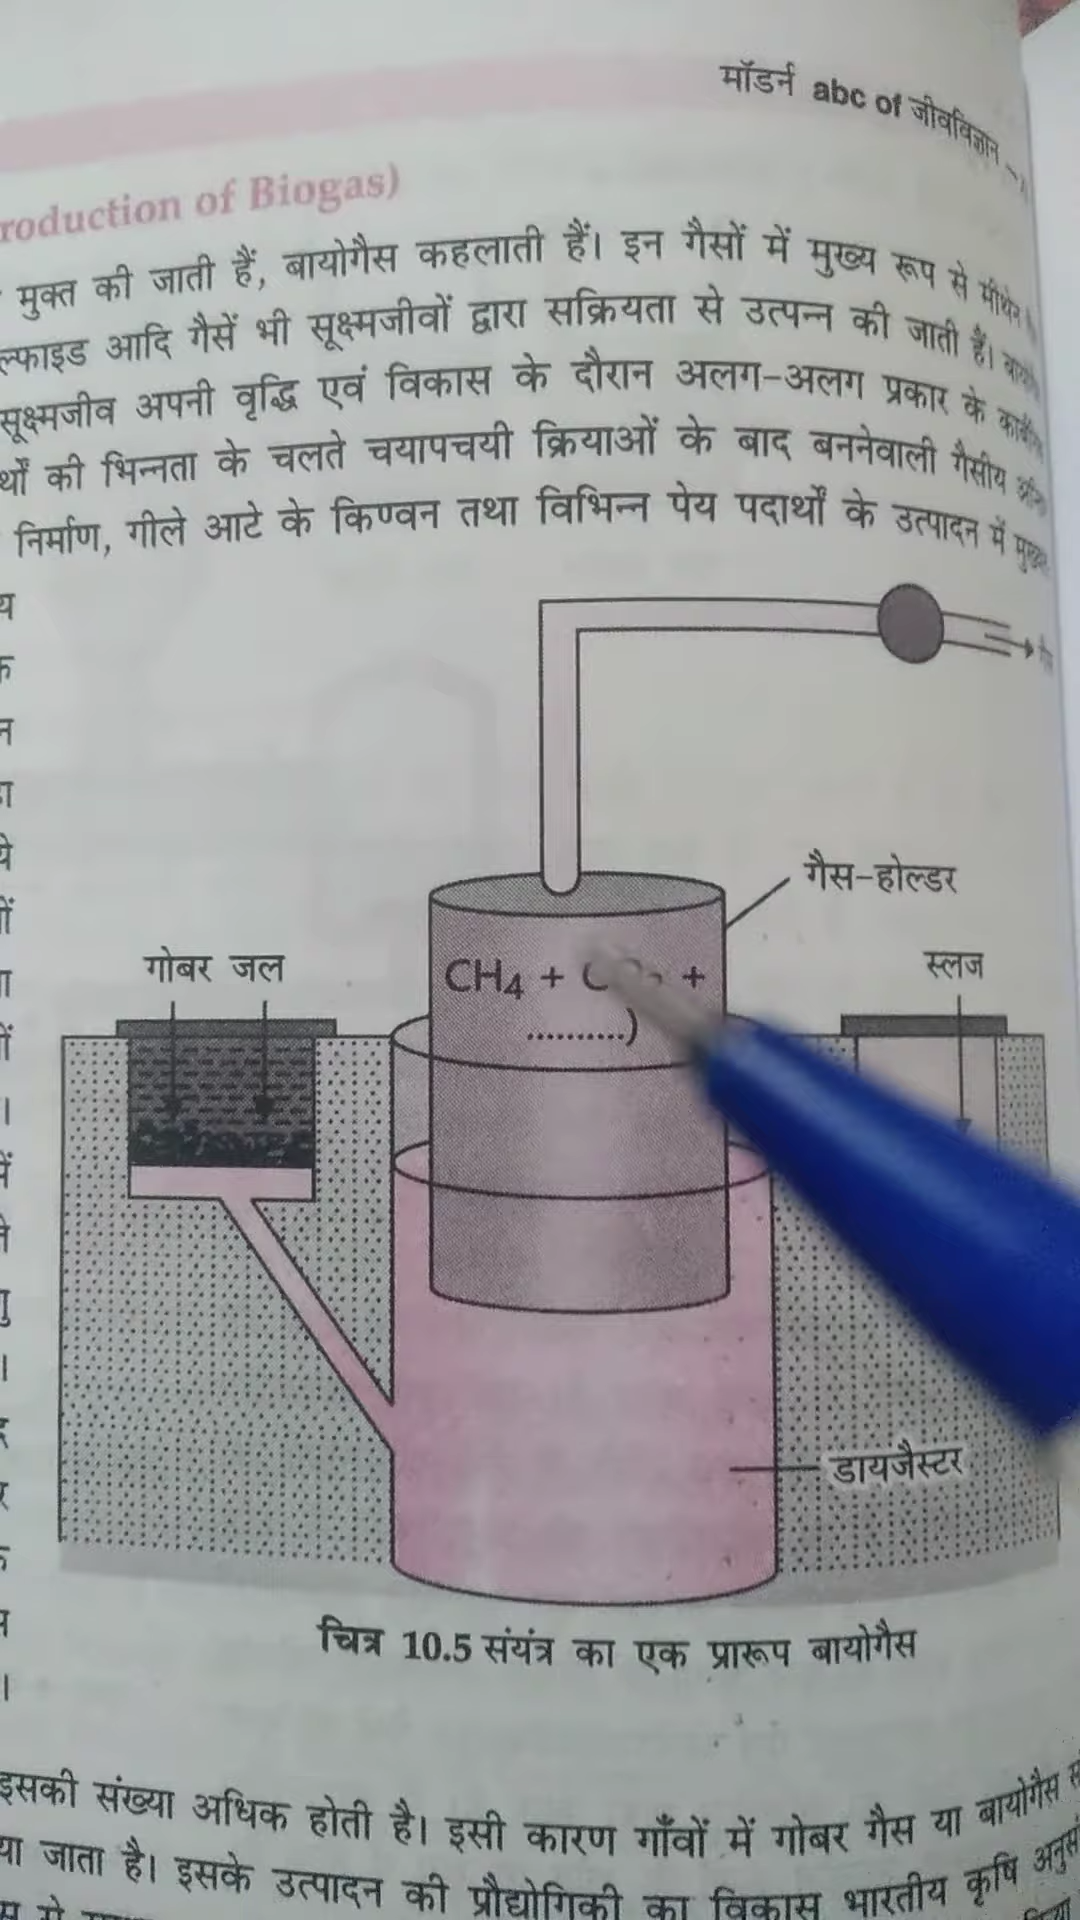 मॉडर्न abc of जीवविज्ञान
roduction of Biogas)
मुक्त की जाती हैं, बायोगैस कहलाती हैं। इन गैसों में मुख्य रूप से मीथेन
ल्फाइड आदि गैसें भी सूक्ष्मजीवों द्वारा सक्रियता से उत्पन्न की जाती हैं।
सूक्ष्मजीव अपनी वृद्धि एवं विकास के दौरान अलग-अलग प्रकार के
र्थों की भिन्नता के चलते चयापचयी क्रियाओं के बाद बननेवाली गैसीय
निर्माण, गीले आटे के किण्वन तथा विभिन्न पेय पदार्थों के उत्पादन में
गैस-होल्डर
गोबर जल
स्लज
CH₄ + +
..........)
डायजैस्टर
चित्र 10.5 संयंत्र का एक प्रारूप बायोगैस
इसकी संख्या अधिक होती है। इसी कारण गाँवों में गोबर गैस या बायोगैस
या जाता है। इसके उत्पादन की प्रौद्योगिकी का विकास भारतीय कृषि